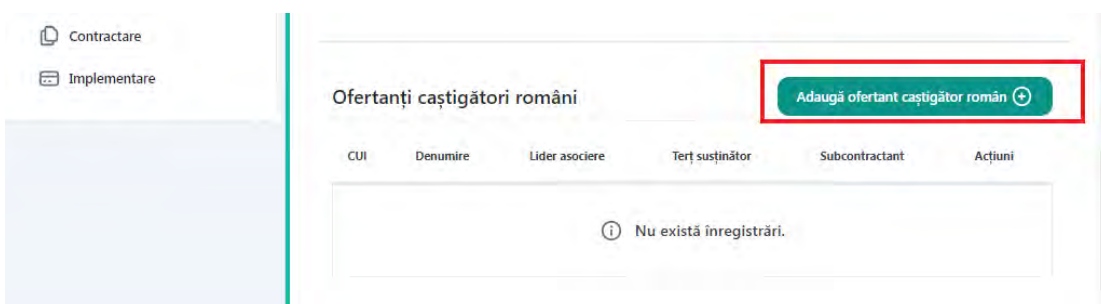 Contractare
Implementare
Ofertanți caștigători români
Adaugă ofertant caștigător român
CUI Denumire Lider asociere Terț susținător Subcontractant Acțiuni
Nu există înregistrări.